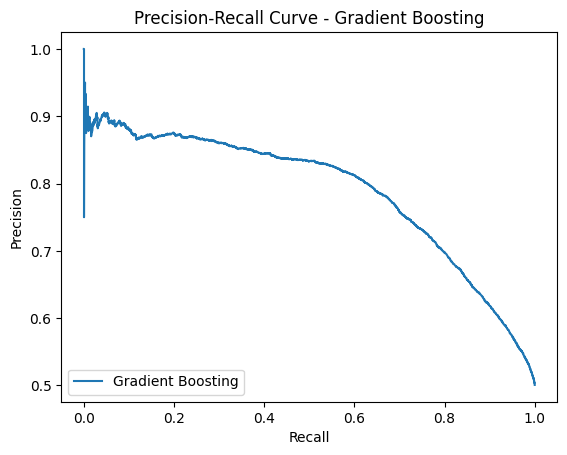 Precision-Recall Curve - Gradient Boosting
1.0
0.9
0.8
0.7
0.6
0.5
Precision
Gradient Boosting
0.0 0.2 0.4 0.6 0.8 1.0
Recall